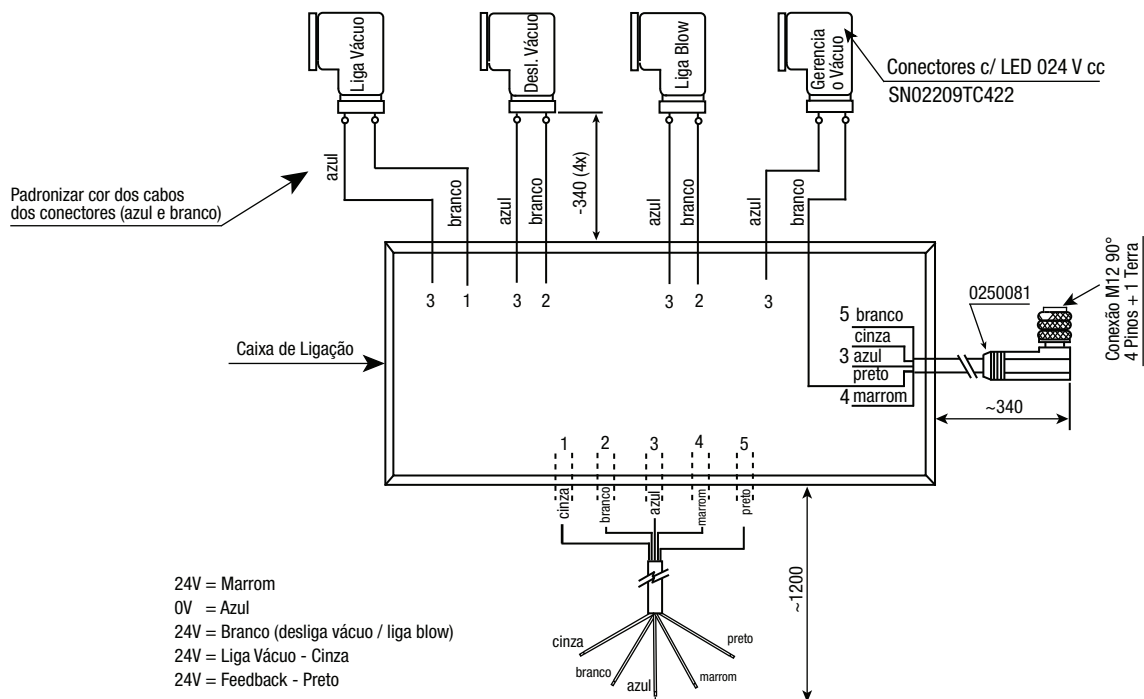 Liga Vácuo
Desl. Vácuo
Liga Blow
Gerencia
o Vácuo
Conectores c/ LED 024 V cc
SN02209TC422
Padronizar cor dos cabos
dos conectores (azul e branco)
azul
branco
azul
branco
-340 (4x)
azul
branco
azul
branco
3
1
3
2
3
2
3
Conexão M12 90°
4 Pinos + 1 Terra
0250081
5 branco
cinza
3 azul
preto
4 marrom
~340
Caixa de Ligação
1
2
3
4
5
cinza
branco
azul
marrom
preto
~1200
24V = Marrom
0V = Azul
24V = Branco (desliga vácuo / liga blow)
24V = Liga Vácuo - Cinza
24V = Feedback - Preto
cinza
branco
azul
marrom
preto